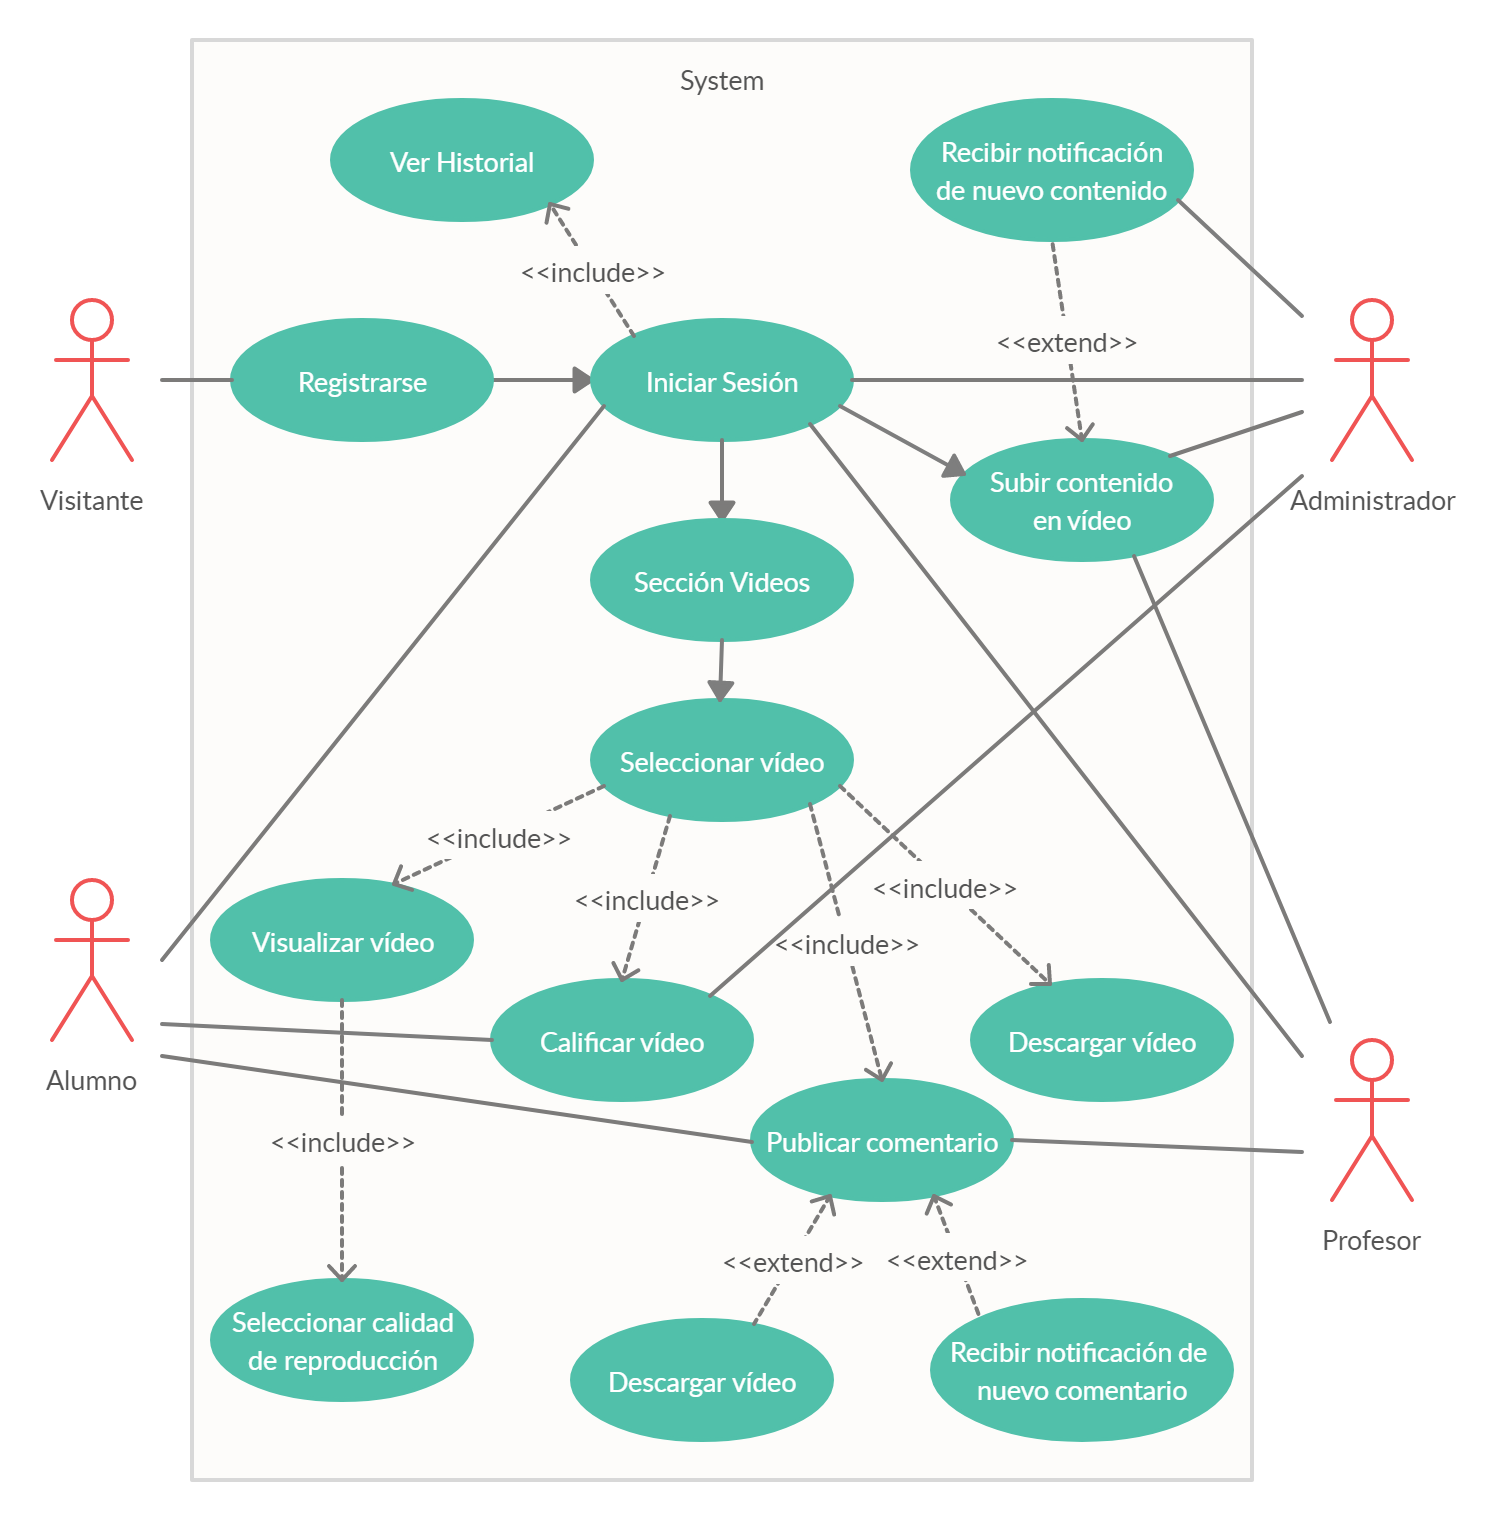 System
Ver Historial
Recibir notificación
de nuevo contenido
<<include>>
<<extend>>
Registrarse
Iniciar Sesión
Visitante
Administrador
Subir contenido
en vídeo
Sección Videos
Seleccionar vídeo
<<include>>
<<include>>
<<include>>
<<include>>
Visualizar vídeo
Calificar vídeo
Descargar vídeo
Alumno
<<include>>
Publicar comentario
Profesor
<<extend>>
<<extend>>
Seleccionar calidad
de reproducción
Descargar vídeo
Recibir notificación de
nuevo comentario